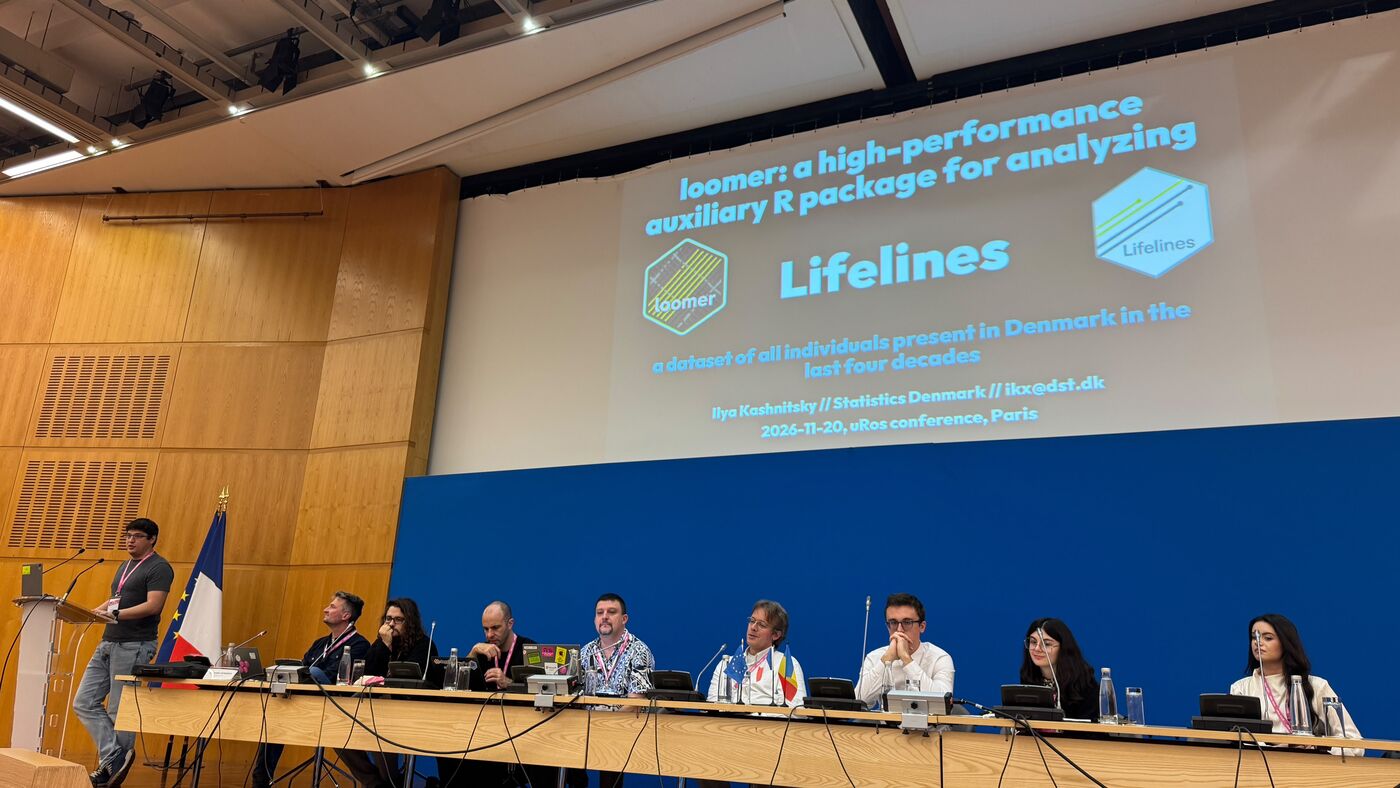 loomer: a high-performance
auxiliary R package for analyzing
loomer
Lifelines
Lifelines
a dataset of all individuals present in Denmark in the
last four decades
Ilya Kashnitsky // Statistics Denmark // ikx@dst.dk
2026-11-20, uRos conference, Paris